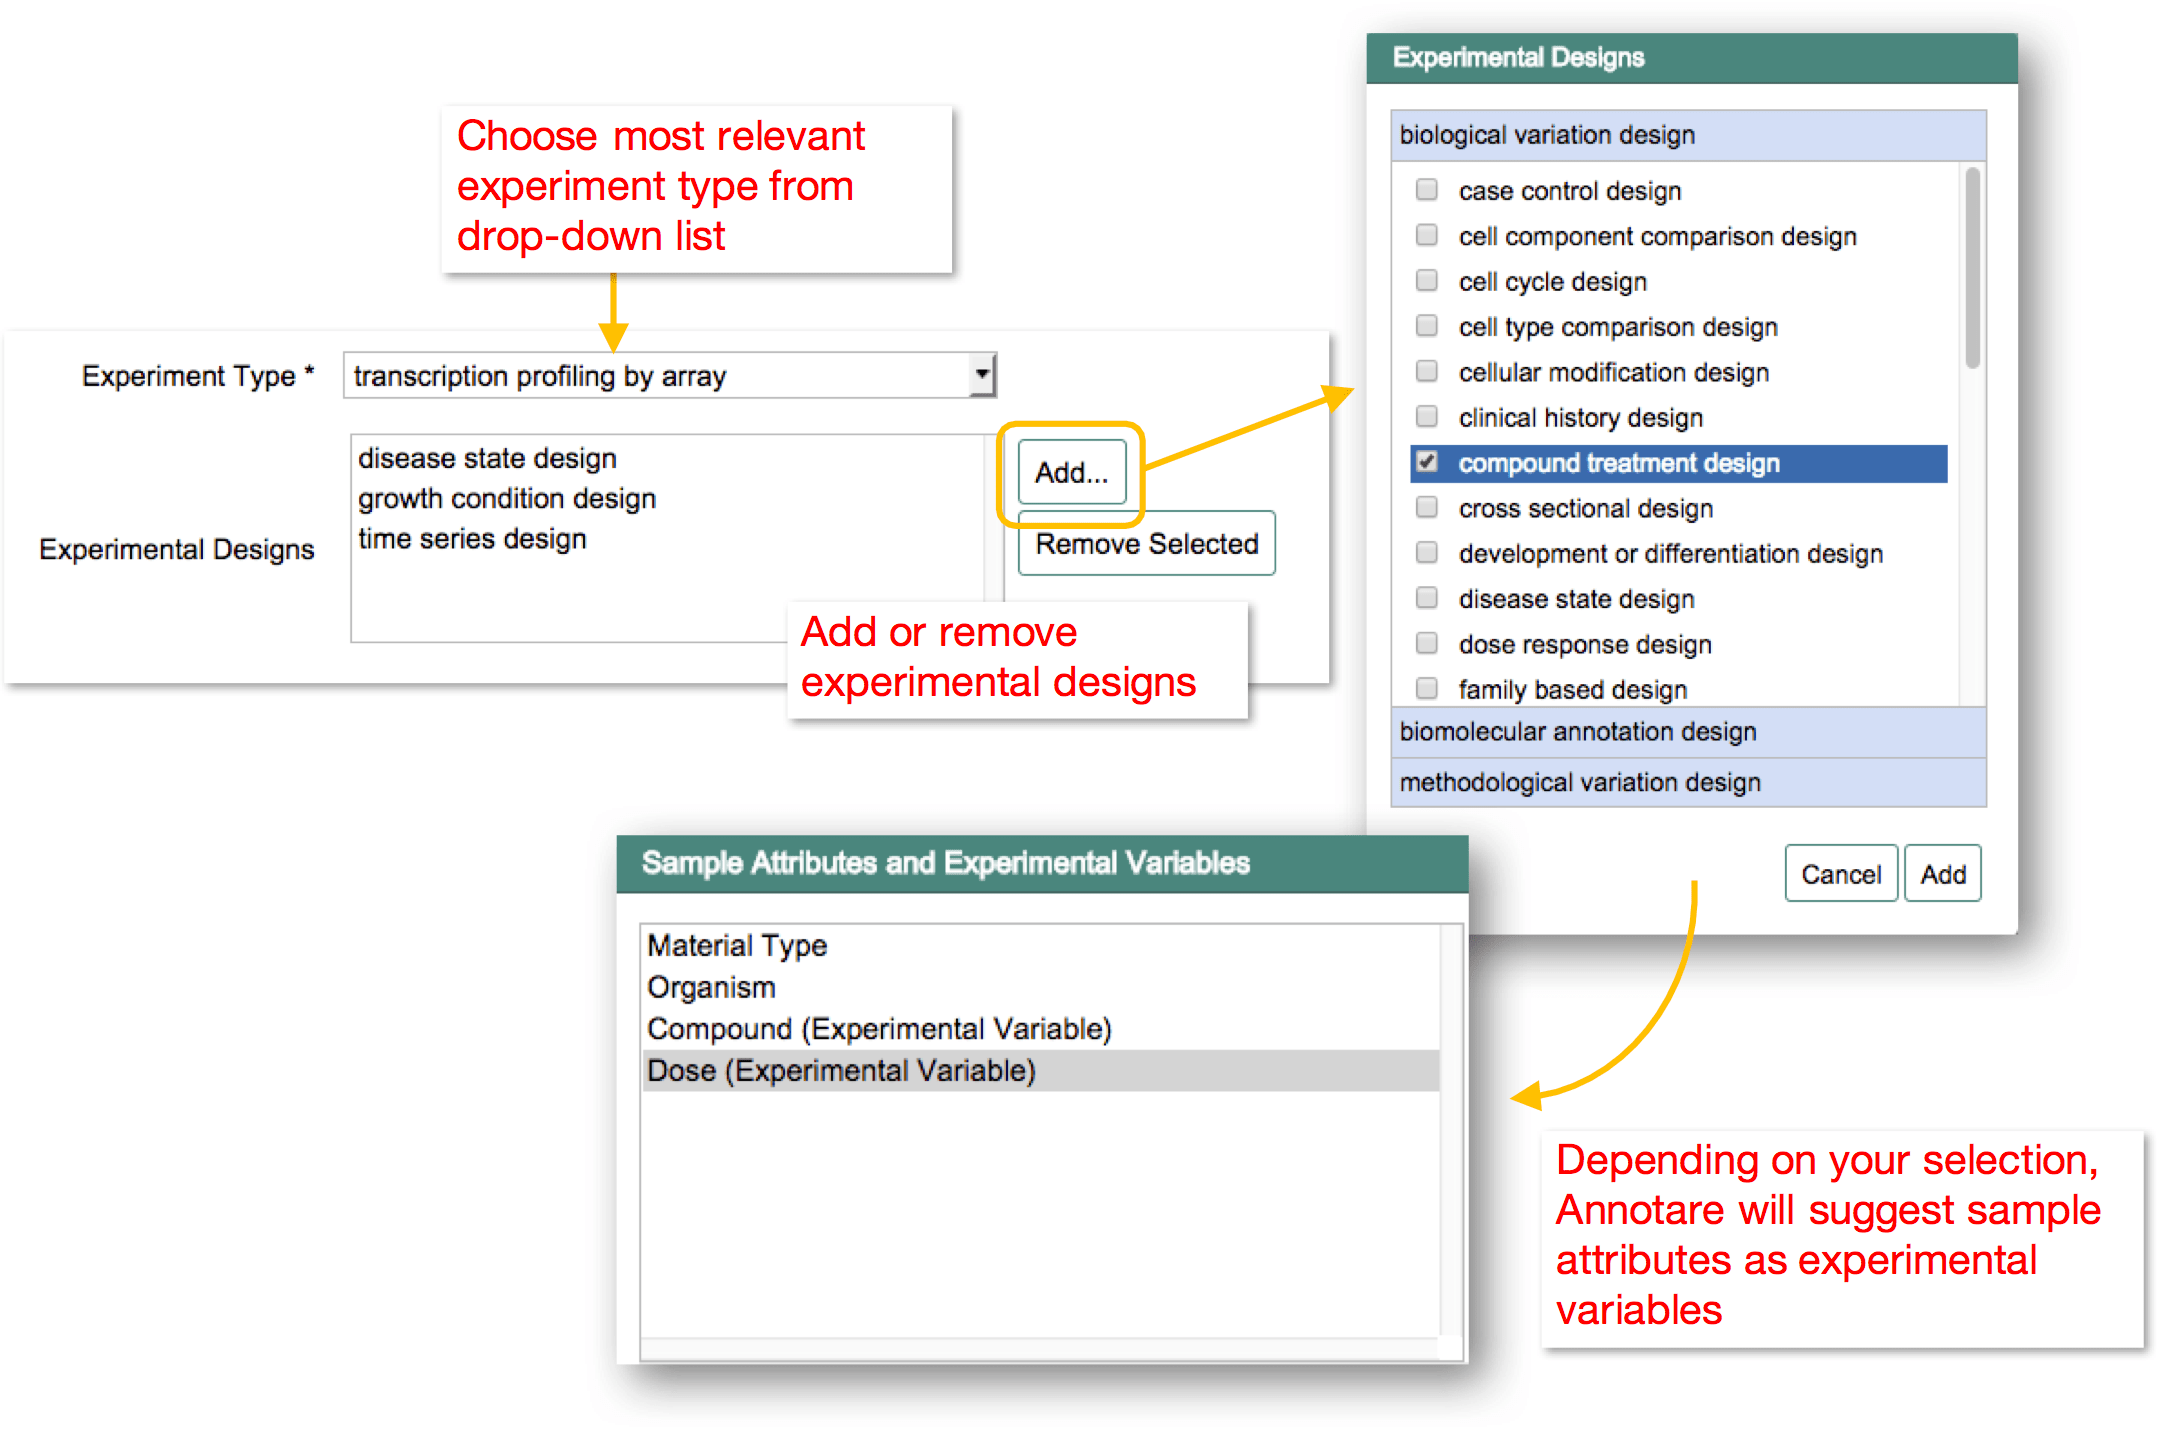 Choose most relevant
experiment type from
drop-down list
Experiment Type *
transcription profiling by array
Experimental Designs
disease state design
growth condition design
time series design
Add...
Remove Selected
Add or remove
experimental designs
Experimental Designs
biological variation design
case control design
cell component comparison design
cell cycle design
cell type comparison design
cellular modification design
clinical history design
compound treatment design
cross sectional design
development or differentiation design
disease state design
dose response design
family based design
biomolecular annotation design
methodological variation design
Cancel
Add
Sample Attributes and Experimental Variables
Material Type
Organism
Compound (Experimental Variable)
Dose (Experimental Variable)
Depending on your selection,
Annotare will suggest sample
attributes as experimental
variables